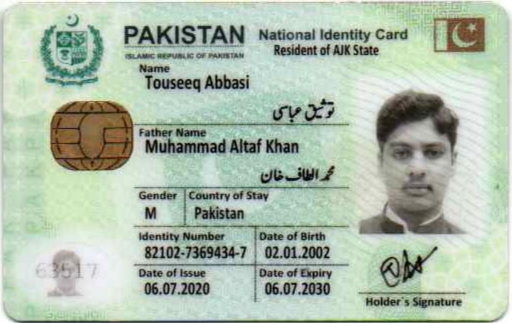 PAKISTAN National Identity Card
ISLAMIC REPUBLIC OF PAKISTAN Resident of AJK State
Name
Touseeq Abbasi
توثیق عباسی
Father Name
Muhammad Altaf Khan
محمد الطاف خان
Gender Country of Stay
M Pakistan
Identity Number Date of Birth
82102-7369434-7 02.01.2002
Date of Issue Date of Expiry
06.07.2020 06.07.2030
63517
Holder`s Signature